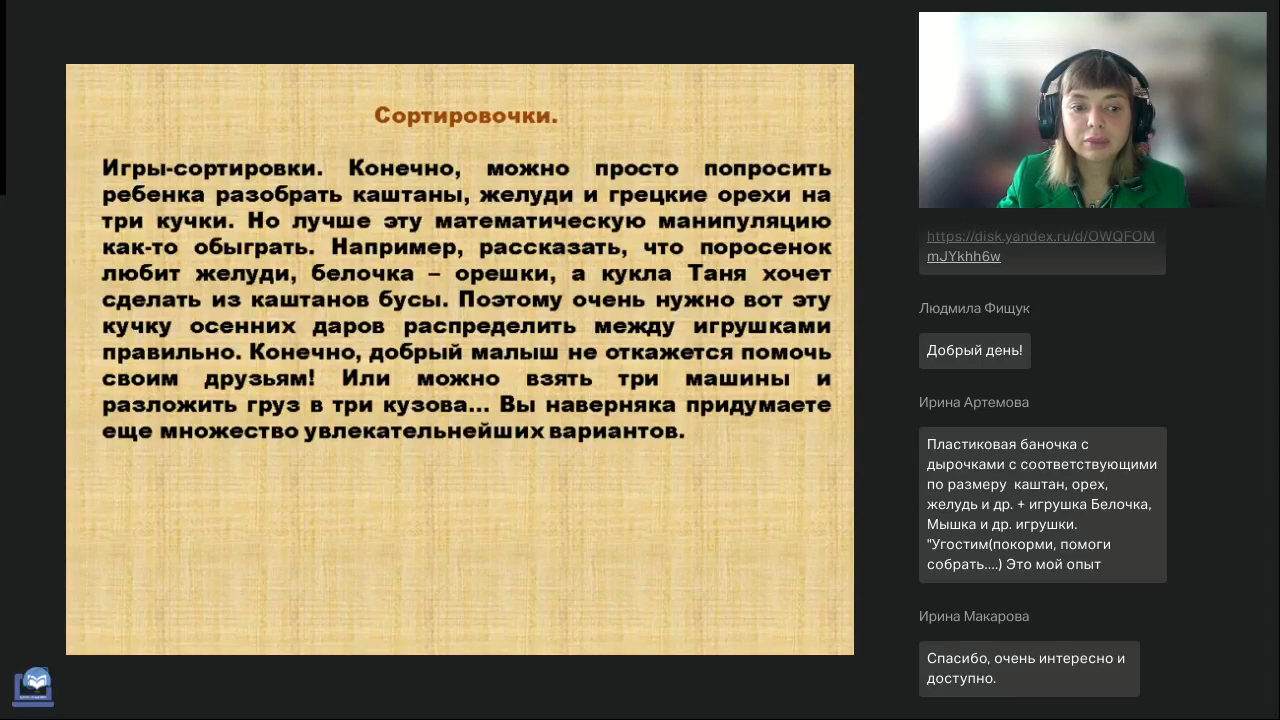 Сортировочки.
Игры-сортировки. Конечно, можно просто попросить
ребенка разобрать каштаны, желуди и грецкие орехи на
три кучки. Но лучше эту математическую манипуляцию
как-то обыграть. Например, рассказать, что поросенок
любит желуди, белочка – орешки, а кукла Таня хочет
сделать из каштанов бусы. Поэтому очень нужно вот эту
кучку осенних даров распределить между игрушками
правильно. Конечно, добрый малыш не откажется помочь
своим друзьям! Или можно взять три машины и
разложить груз в три кузова... Вы наверняка придумаете
еще множество увлекательнейших вариантов.
https://disk.yandex.ru/d/OWQFOM
mJYkhh6w
Людмила Фищук
Добрый день!
Ирина Артемова
Пластиковая баночка с
дырочками с соответствующими
по размеру каштан, орех,
желудь и др. + игрушка Белочка,
Мышка и др. игрушки.
"Угостим(покорми, помоги
собрать....) Это мой опыт
Ирина Макарова
Спасибо, очень интересно и
доступно.